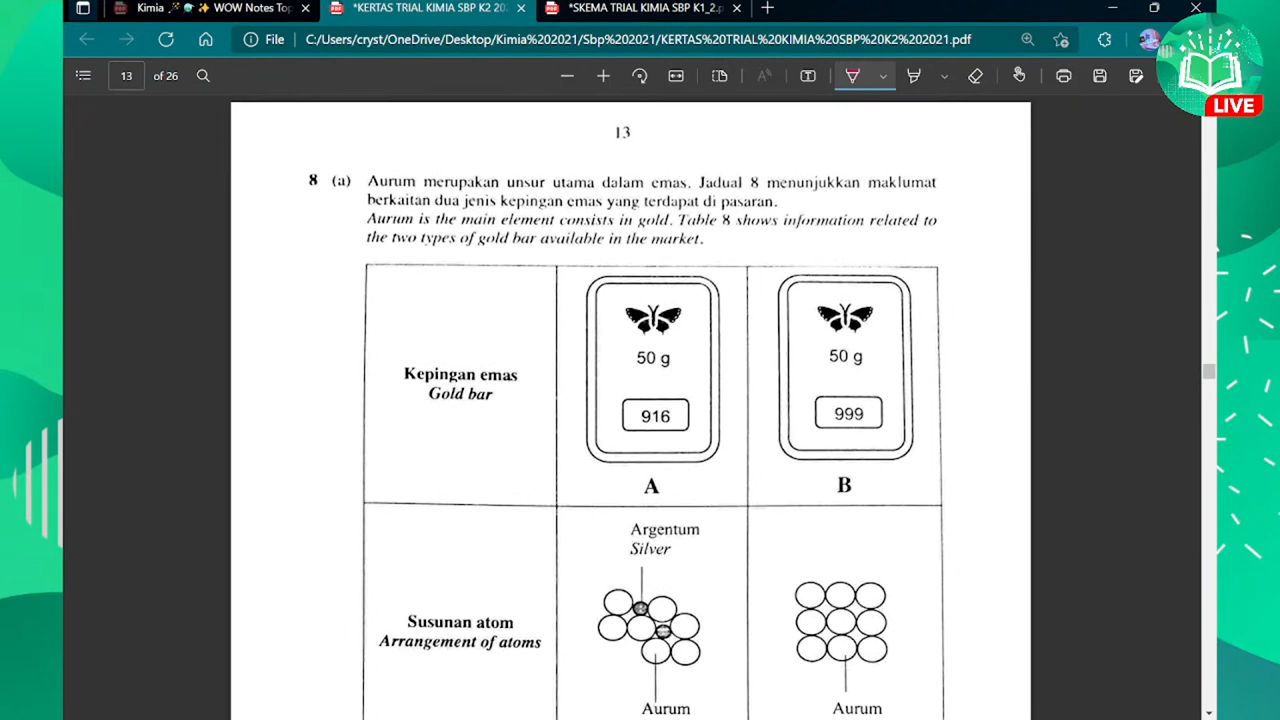 Kimia 🪄 🧪 ✨ WOW Notes Top
*KERTAS TRIAL KIMIA SBP K2 202
*SKEMA TRIAL KIMIA SBP K1_2.p
File
C:/Users/cryst/OneDrive/Desktop/Kimia%202021/Sbp%202021/KERTAS%20TRIAL%20KIMIA%20SBP%20K2%202021.pdf
13 of 26
LIVE
13
8 (a) Aurum merupakan unsur utama dalam emas. Jadual 8 menunjukkan maklumat
berkaitan dua jenis kepingan emas yang terdapat di pasaran.
Aurum is the main element consists in gold. Table 8 shows information related to
the two types of gold bar available in the market.
Kepingan emas
Gold bar
50 g
916
A
50 g
999
B
Susunan atom
Arrangement of atoms
Argentum
Silver
Aurum
Aurum